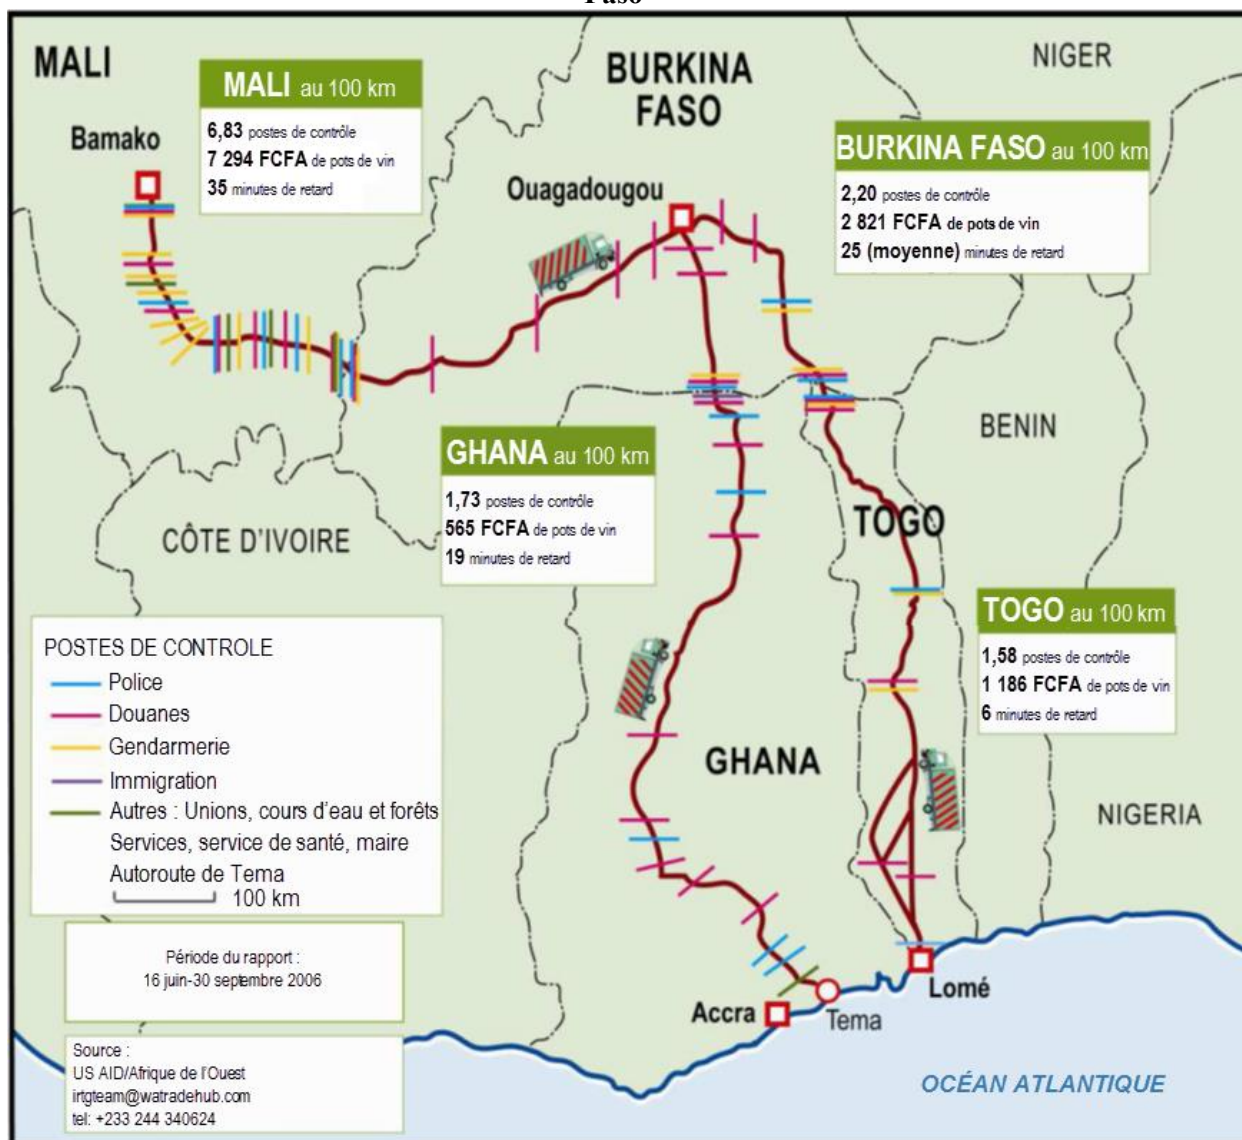 Faso
MALI
MALI au 100 km
6,83 postes de contrôle
7 294 FCFA de pots de vin
35 minutes de retard
Bamako
BURKINA
FASO
NIGER
BURKINA FASO au 100 km
2,20 postes de contrôle
2 821 FCFA de pots de vin
25 (moyenne) minutes de retard
Ouagadougou
BENIN
GHANA au 100 km
1,73 postes de contrôle
565 FCFA de pots de vin
19 minutes de retard
CÔTE D'IVOIRE
TOGO
TOGO au 100 km
1,58 postes de contrôle
1 186 FCFA de pots de vin
6 minutes de retard
POSTES DE CONTROLE
Police
Douanes
Gendarmerie
Immigration
Autres : Unions, cours d'eau et forêts
Services, service de santé, maire
Autoroute de Tema
100 km
GHANA
NIGERIA
Période du rapport :
16 juin-30 septembre 2006
Accra
Tema
Lomé
Source :
US AID/Afrique de l'Ouest
irtgteam@watradehub.com
tel: +233 244 340624
OCÉAN ATLANTIQUE